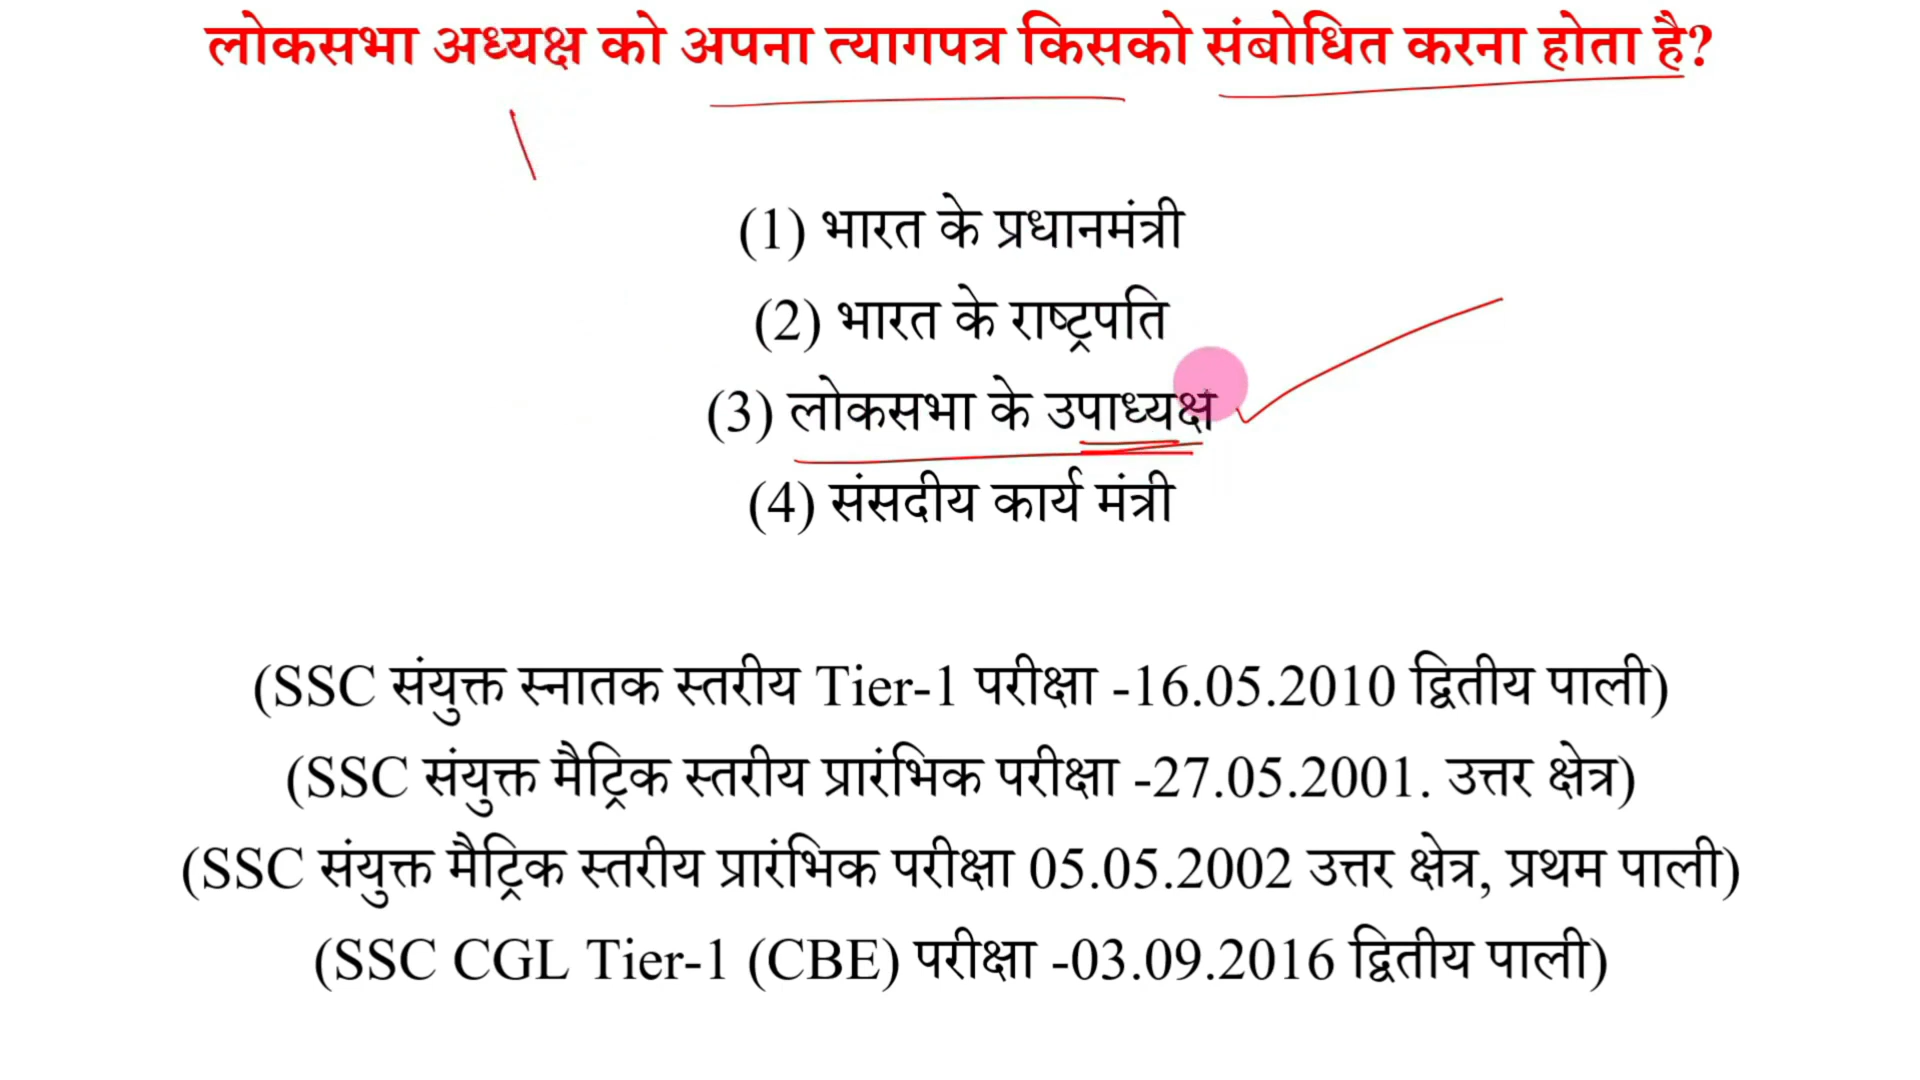 लोकसभा अध्यक्ष को अपना त्यागपत्र किसको संबोधित करना होता है?
(1) भारत के प्रधानमंत्री
(2) भारत के राष्ट्रपति
(3) लोकसभा के उपाध्यक्ष
(4) संसदीय कार्य मंत्री
(SSC संयुक्त स्नातक स्तरीय Tier-1 परीक्षा -16.05.2010 द्वितीय पाली)
(SSC संयुक्त मैट्रिक स्तरीय प्रारंभिक परीक्षा -27.05.2001. उत्तर क्षेत्र)
(SSC संयुक्त मैट्रिक स्तरीय प्रारंभिक परीक्षा 05.05.2002 उत्तर क्षेत्र, प्रथम पाली)
(SSC CGL Tier-1 (CBE) परीक्षा -03.09.2016 द्वितीय पाली)